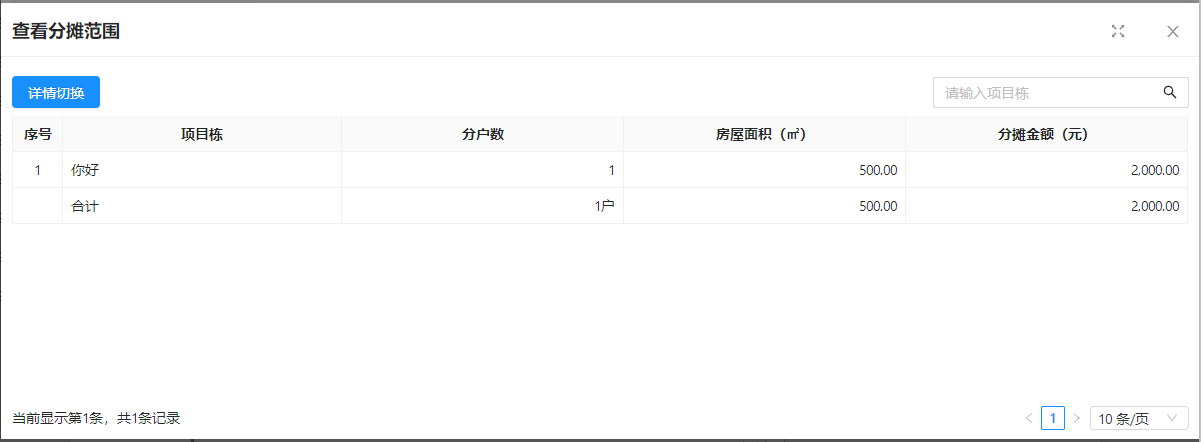 查看分摊范围
详情切换
请输入项目栋
序号 项目栋 分户数 房屋面积（㎡） 分摊金额（元）
1 你好 1 500.00 2,000.00
合计 1户 500.00 2,000.00
当前显示第1条，共1条记录
1
10 条/页